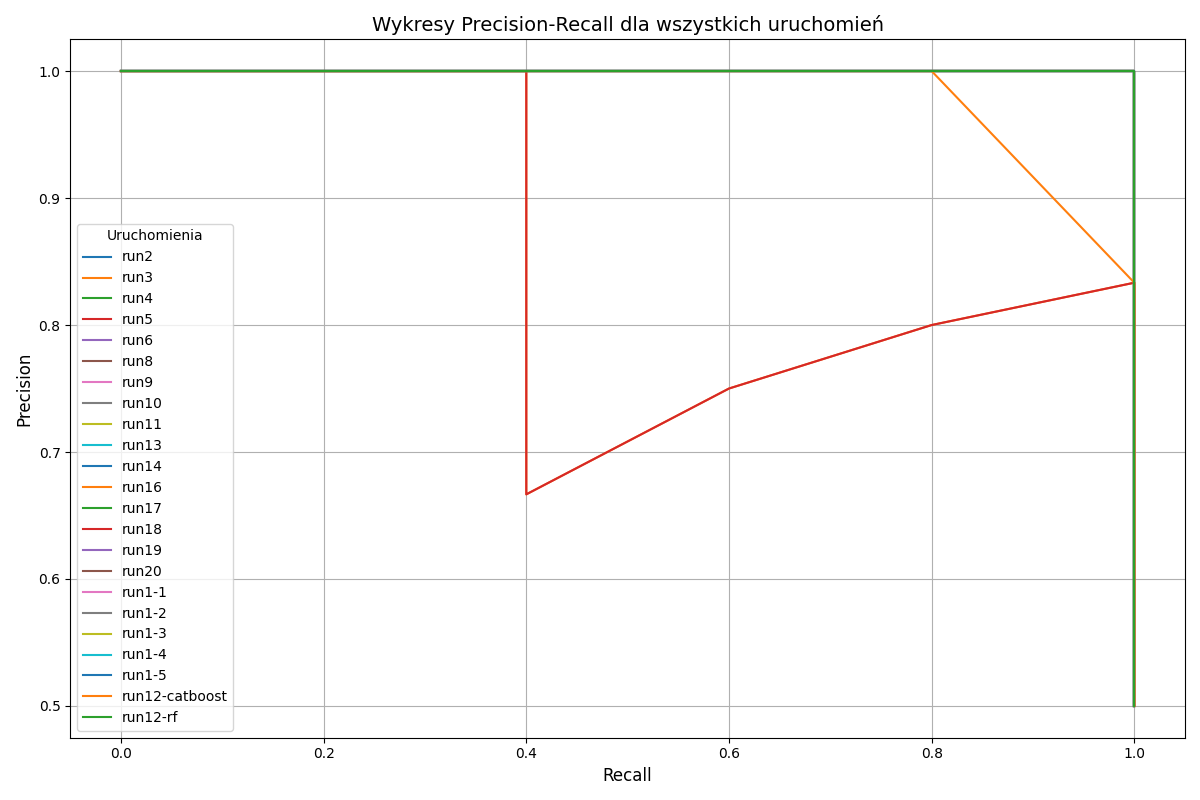 Wykresy Precision-Recall dla wszystkich uruchomień
1.0
0.9
0.8
0.7
0.6
0.5
Precision
Uruchomienia
run2
run3
run4
run5
run6
run8
run9
run10
run11
run13
run14
run16
run17
run18
run19
run20
run1-1
run1-2
run1-3
run1-4
run1-5
run12-catboost
run12-rf
0.0 0.2 0.4 0.6 0.8 1.0
Recall